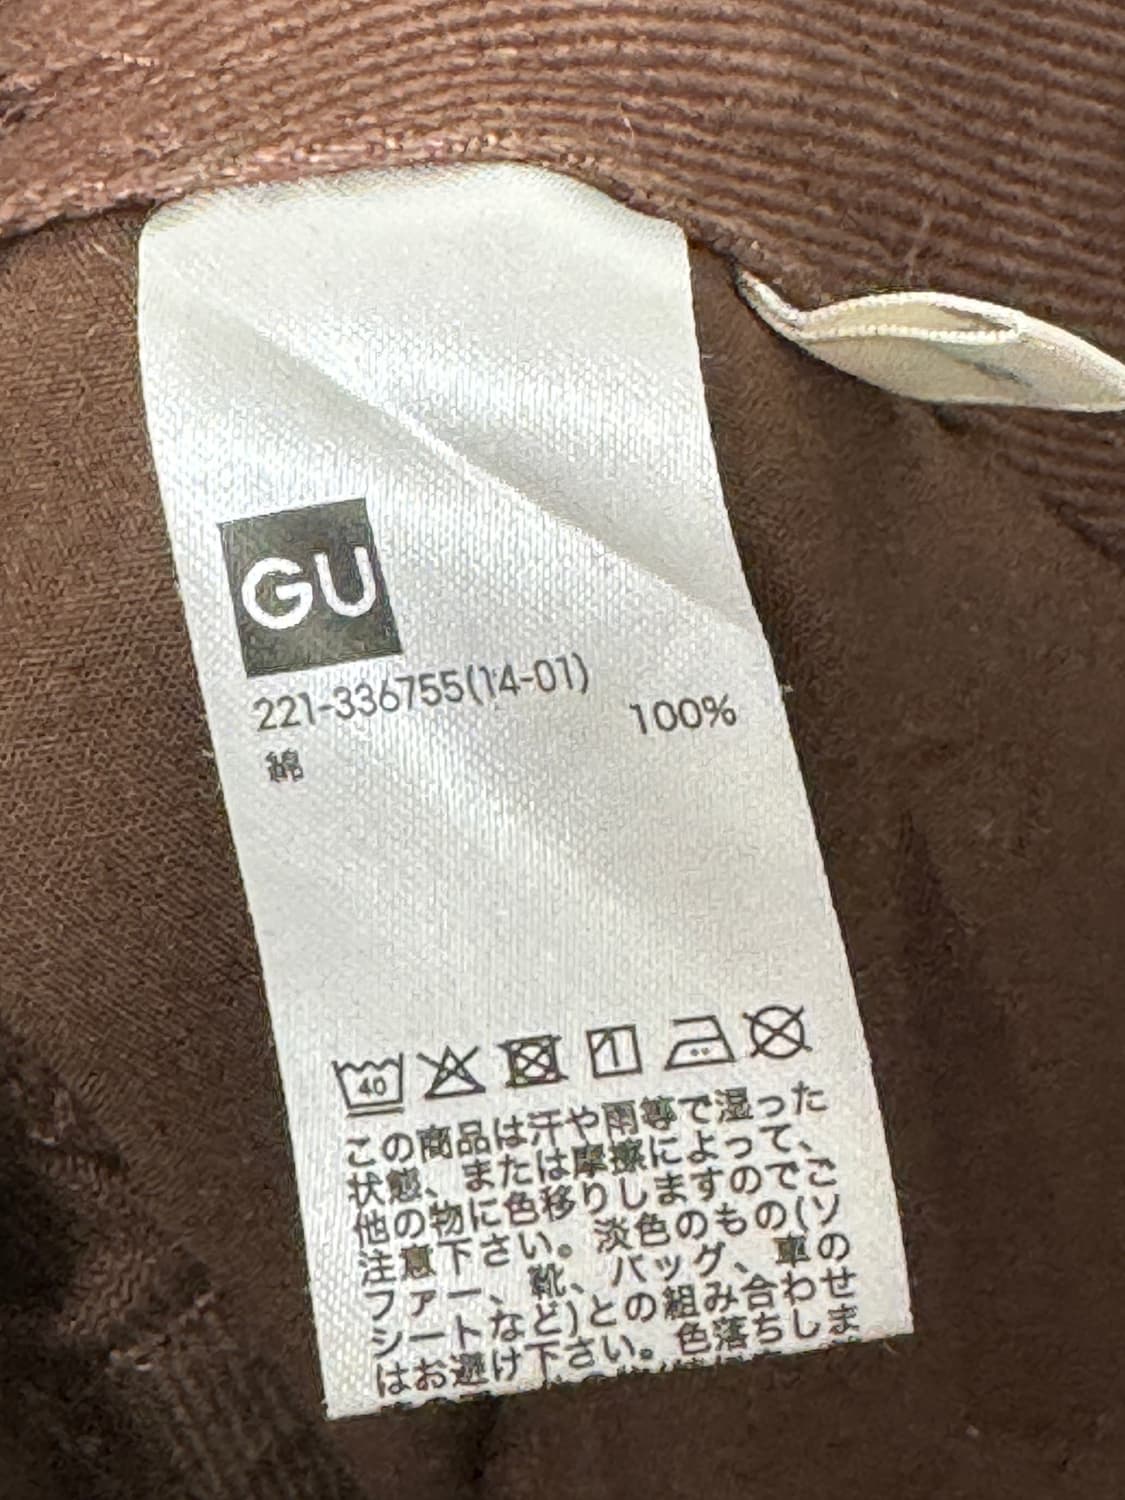 GU
221-336755(14-01)
綿 100%
40
この商品は汗や雨等で湿った
状態、または摩擦によって、
他の物に色移りしますのでご
注意下さい。淡色のもの(ソ
ファー、靴、バッグ、車の
シートなど)との組み合わせ
はお避け下さい。色落ちしま